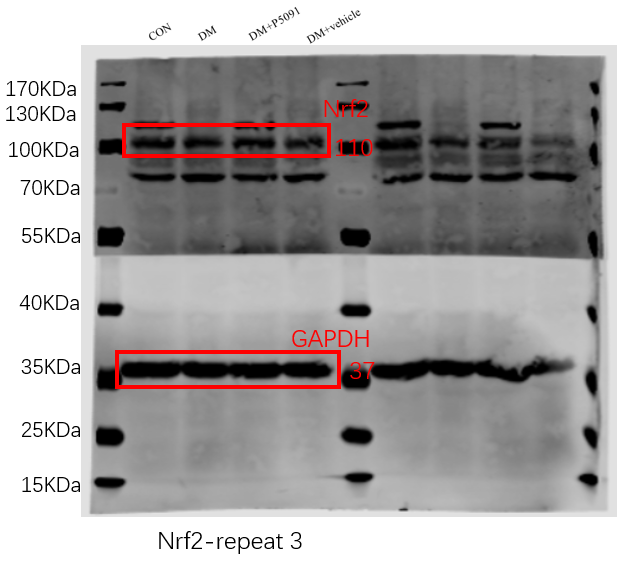 CON DM DM+P5091 DM+vehicle
170KDa
Nrf2
130KDa
100KDa
110
70KDa
55KDa
40KDa
GAPDH
35KDa
37
25KDa
15KDa
Nrf2-repeat 3